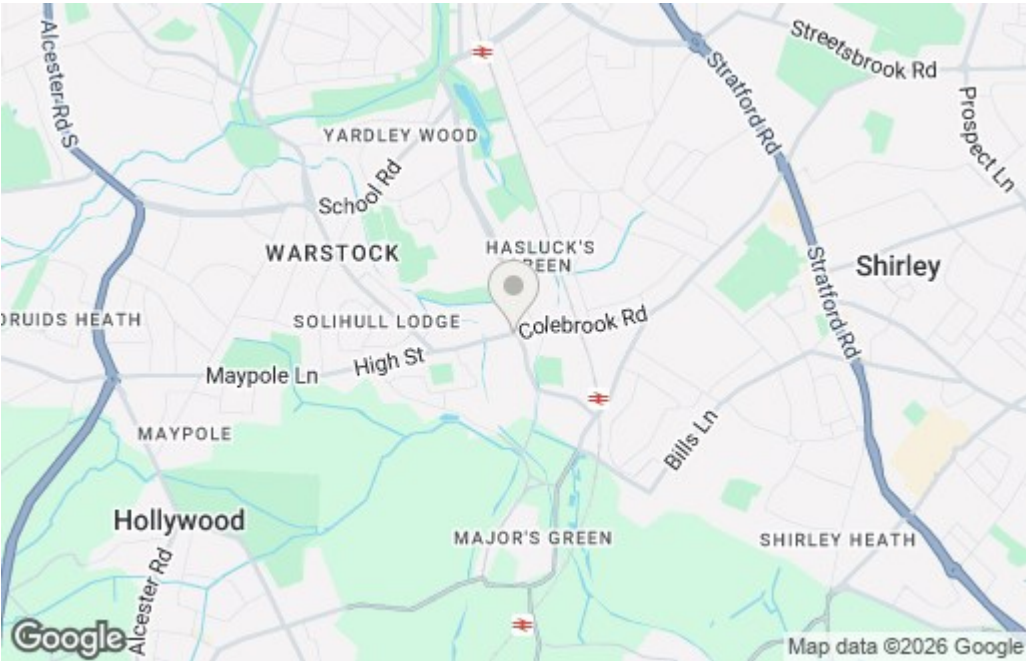 Alcester Rd S
Streetsbrook Rd
Stratford Rd
Prospect Ln
YARDLEY WOOD
School Rd
WARSTOCK
HASLUCK'S
Shirley
Stratford Rd
DRUIDS HEATH
SOLIHULL LODGE
Colebrook Rd
High St
Maypole Ln
MAYPOLE
Bills Ln
Hollywood
MAJOR'S GREEN
SHIRLEY HEATH
Alcester Rd
Google
Map data ©2026 Google